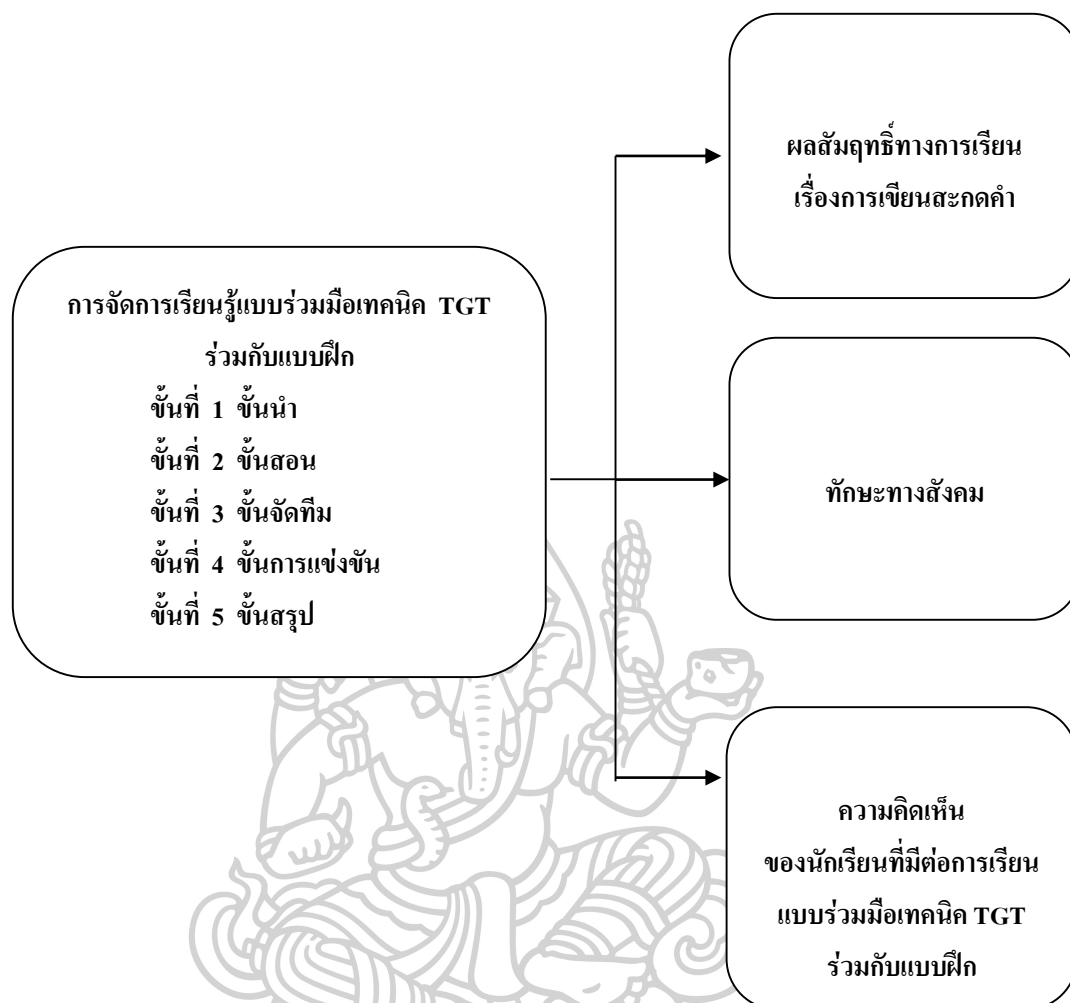 การจัดการเรียนรู้แบบร่วมมือเทคนิค TGT
ร่วมกับแบบฝึก
ขั้นที่ 1 ขั้นนำ
ขั้นที่ 2 ขั้นสอน
ขั้นที่ 3 ขั้นจัดทีม
ขั้นที่ 4 ขั้นการแข่งขัน
ขั้นที่ 5 ขั้นสรุป
ผลสัมฤทธิ์ทางการเรียน
เรื่องการเขียนสะกดคำ
ทักษะทางสังคม
ความคิดเห็น
ของนักเรียนที่มีต่อการเรียน
แบบร่วมมือเทคนิค TGT
ร่วมกับแบบฝึก